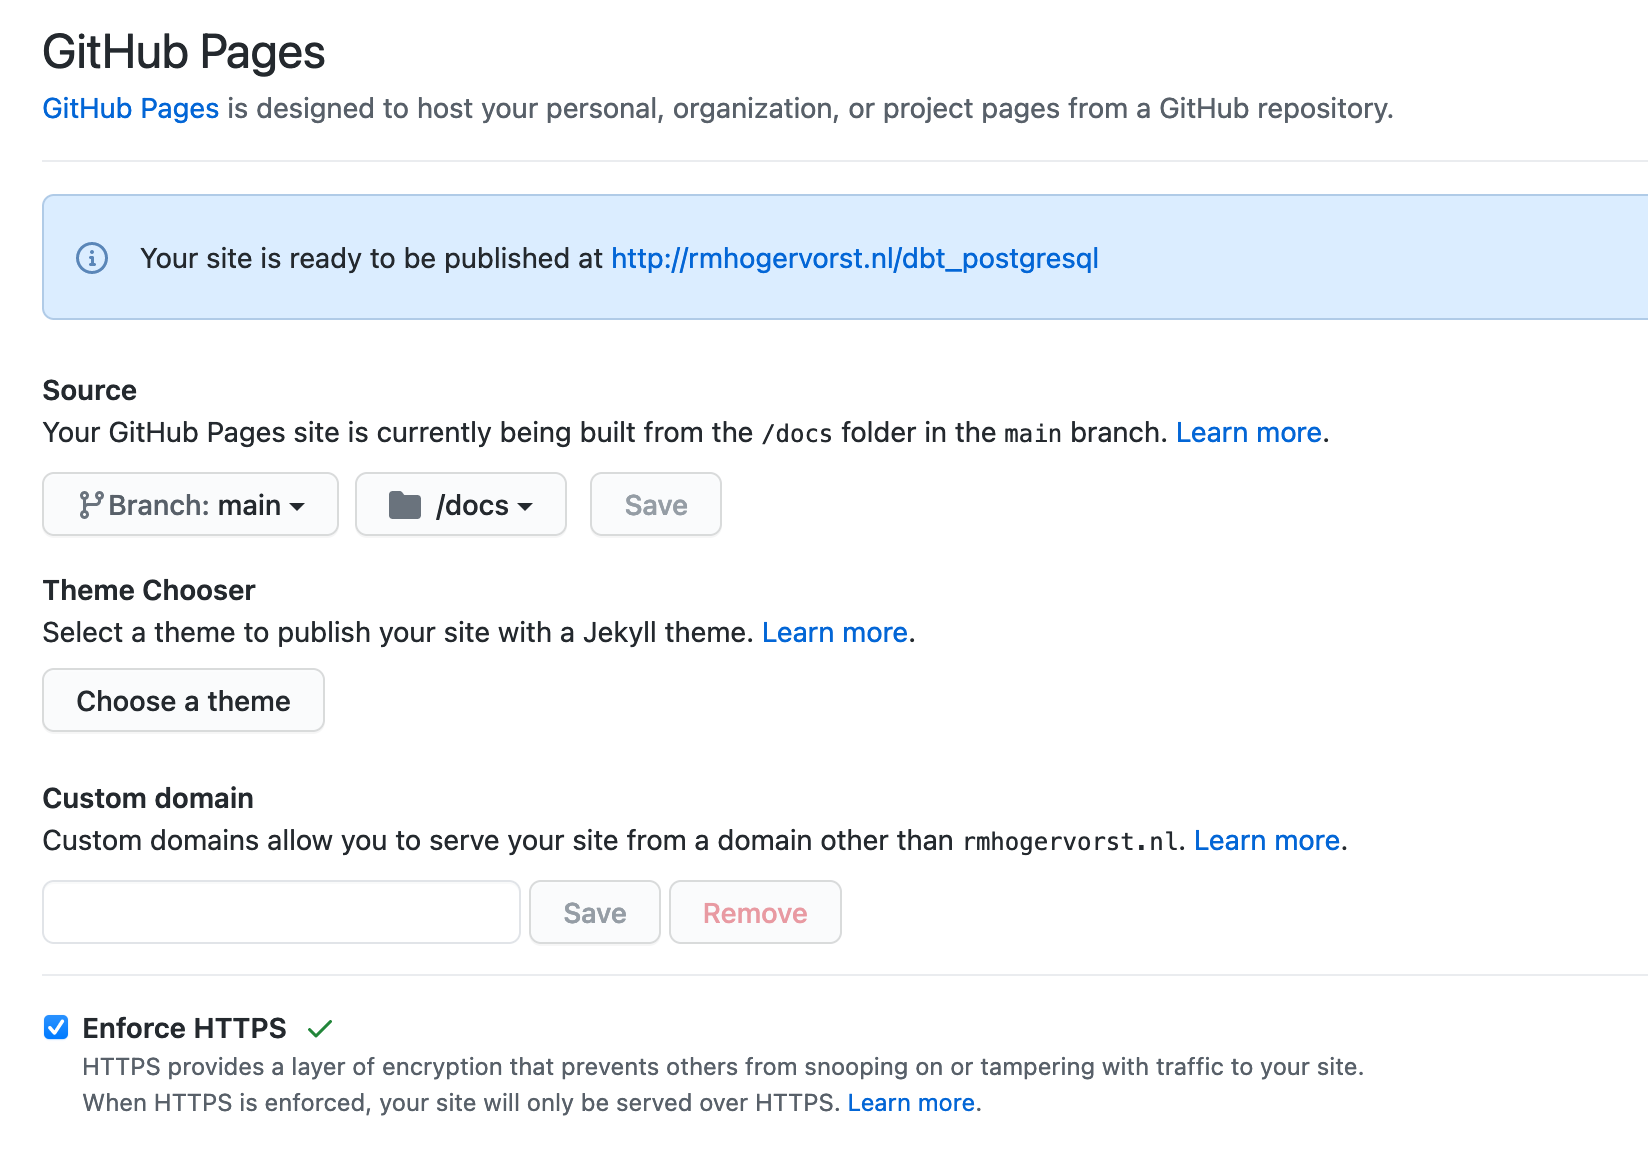 GitHub Pages
GitHub Pages is designed to host your personal, organization, or project pages from a GitHub repository.
Your site is ready to be published at http://rmhogervorst.nl/dbt_postgresql
Source
Your GitHub Pages site is currently being built from the /docs folder in the main branch. Learn more.
Branch: main /docs Save
Theme Chooser
Select a theme to publish your site with a Jekyll theme. Learn more.
Choose a theme
Custom domain
Custom domains allow you to serve your site from a domain other than rmhogervorst.nl. Learn more.
Save Remove
Enforce HTTPS
HTTPS provides a layer of encryption that prevents others from snooping on or tampering with traffic to your site.
When HTTPS is enforced, your site will only be served over HTTPS. Learn more.